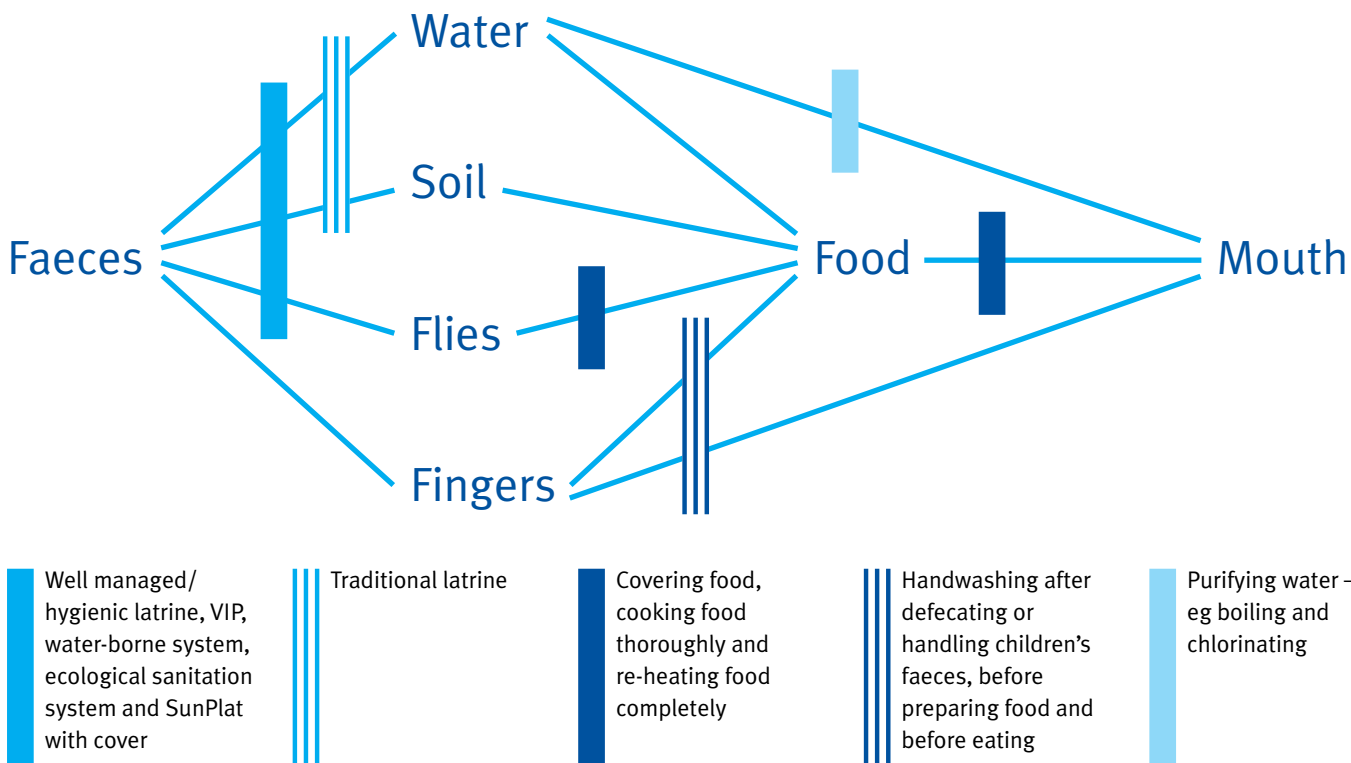 Water
Soil
Faeces
Food
Mouth
Flies
Fingers
Well managed/
hygienic latrine, VIP,
water-borne system,
ecological sanitation
system and SunPlat
with cover
Traditional latrine
Covering food,
cooking food
thoroughly and
re-heating food
completely
Handwashing after
defecating or
handling children’s
faeces, before
preparing food and
before eating
Purifying water –
eg boiling and
chlorinating